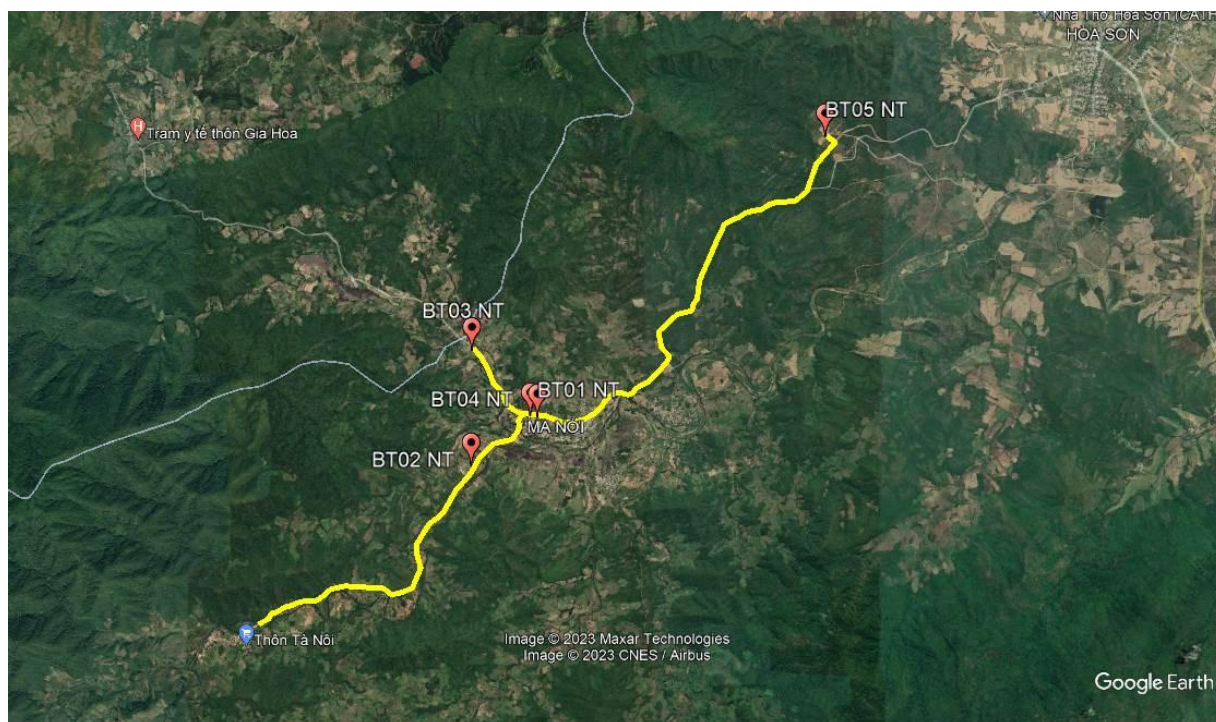 Nhà Thờ Hòa Sơn (CATH
HÒA SƠN
BT05 NT
Trạm y tế thôn Gia Hoa
BT03 NT
BT04 NT
BT01 NT
MA NỚI
BT02 NT
Thôn Tà Nôi
Image © 2023 Maxar Technologies
Image © 2023 CNES / Airbus
Google Earth